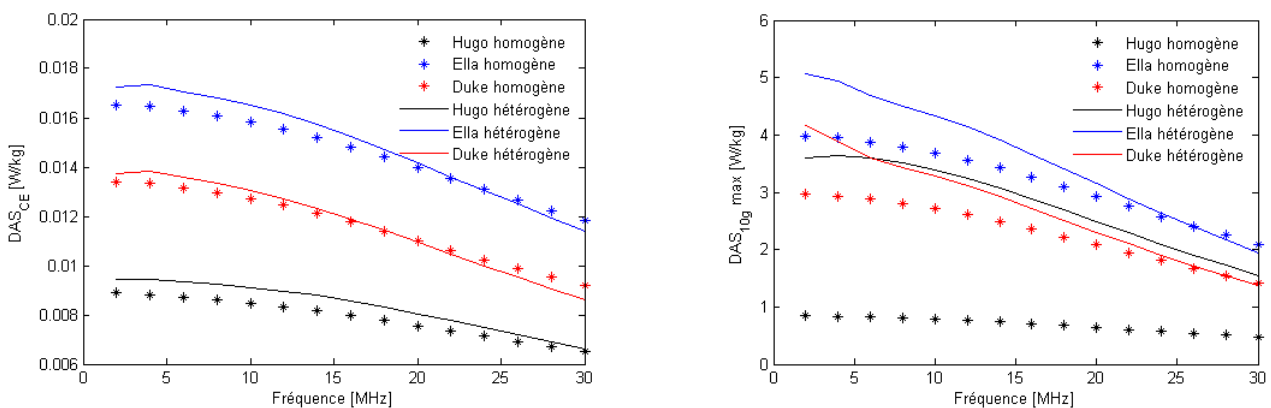 0.02
0.018
0.016
0.014
0.012
0.01
0.008
0.006
DAS_CE [W/kg]
0 5 10 15 20 25 30
Fréquence [MHz]
Hugo homogène
Ella homogène
Duke homogène
Hugo hétérogène
Ella hétérogène
Duke hétérogène
6
5
4
3
2
1
0
DAS_10g max [W/kg]
0 5 10 15 20 25 30
Fréquence [MHz]
Hugo homogène
Ella homogène
Duke homogène
Hugo hétérogène
Ella hétérogène
Duke hétérogène